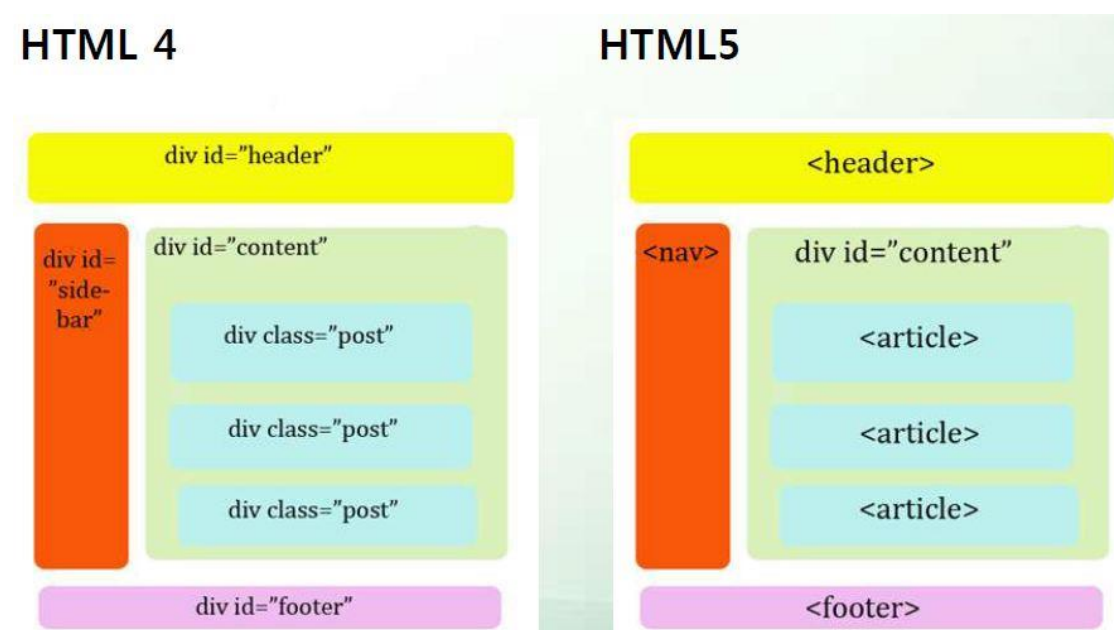 HTML 4
div id=”header”
div id=
”side-
bar”
div id=”content”
div class=”post”
div class=”post”
div class=”post”
div id=”footer”
HTML5
<header>
<nav>
div id=”content”
<article>
<article>
<article>
<footer>